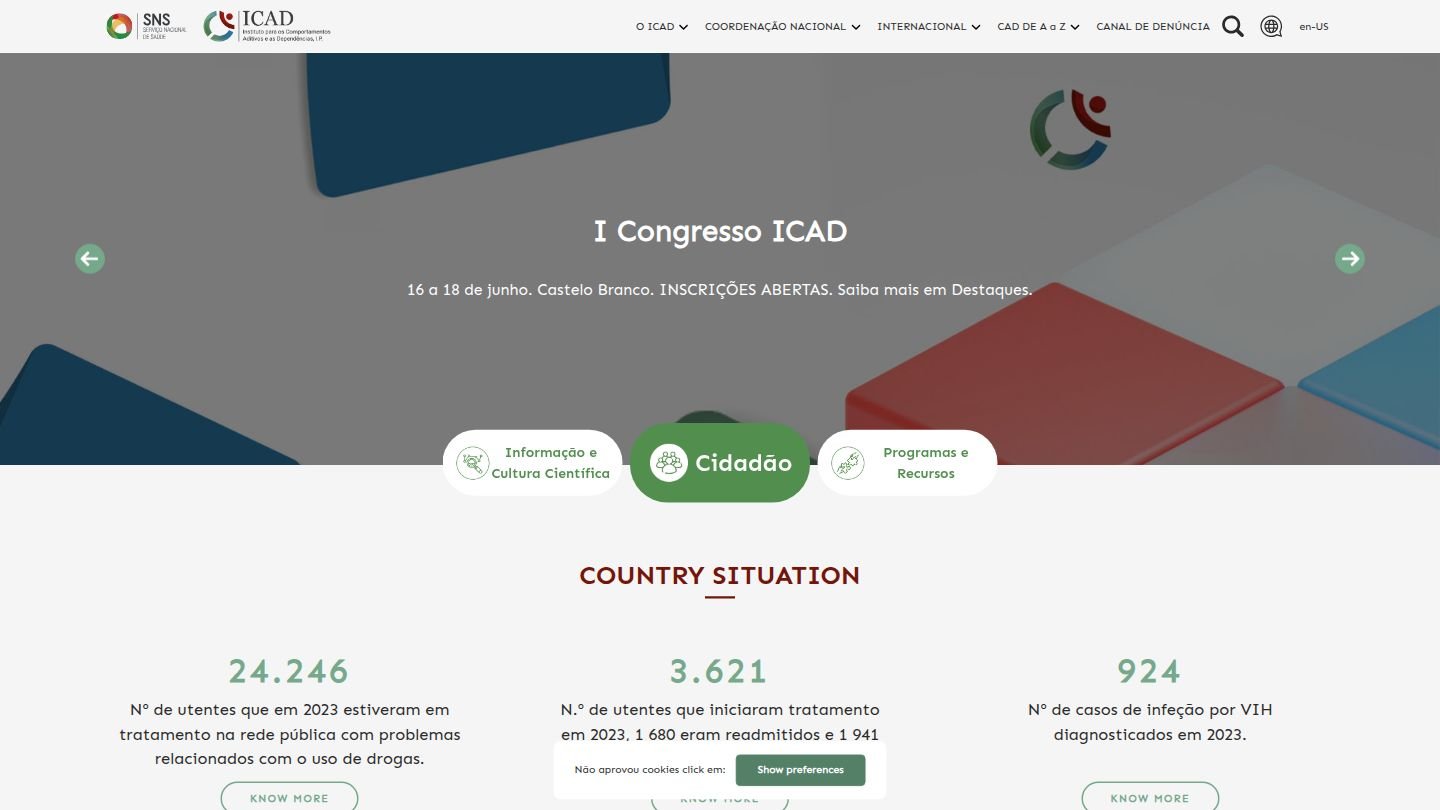 SNS
SERVIÇO NACIONAL
DE SAÚDE
ICAD
Instituto para os Comportamentos
Aditivos e as Dependências, I.P.
O ICAD
COORDENAÇÃO NACIONAL
INTERNACIONAL
CAD DE A a Z
CANAL DE DENÚNCIA
en-US
I Congresso ICAD
16 a 18 de junho. Castelo Branco. INSCRIÇÕES ABERTAS. Saiba mais em Destaques.
Informação e
Cultura Científica
Cidadão
Programas e
Recursos
COUNTRY SITUATION
24.246
Nº de utentes que em 2023 estiveram em
tratamento na rede pública com problemas
relacionados com o uso de drogas.
KNOW MORE
3.621
N.º de utentes que iniciaram tratamento
em 2023, 1 680 eram readmitidos e 1 941
KNOW MORE
924
Nº de casos de infeção por VIH
diagnosticados em 2023.
KNOW MORE
Não aprovou cookies click em:
Show preferences